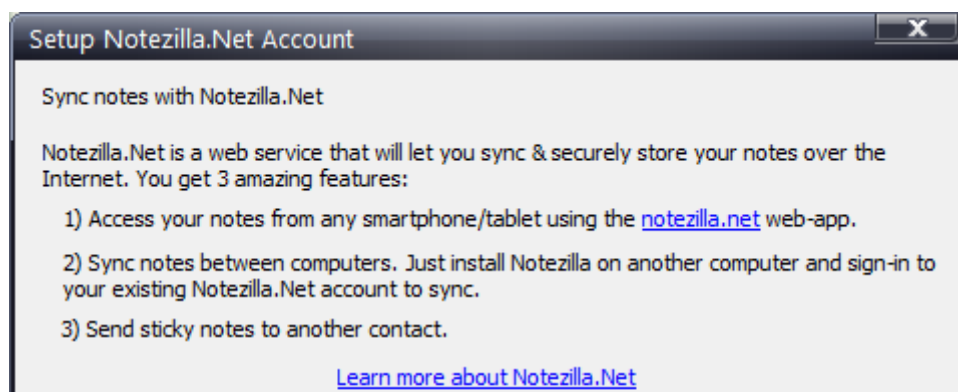 Setup Notezilla.Net Account
X
Sync notes with Notezilla.Net
Notezilla.Net is a web service that will let you sync & securely store your notes over the
Internet. You get 3 amazing features:
1) Access your notes from any smartphone/tablet using the notezilla.net web-app.
2) Sync notes between computers. Just install Notezilla on another computer and sign-in to
your existing Notezilla.Net account to sync.
3) Send sticky notes to another contact.
Learn more about Notezilla.Net